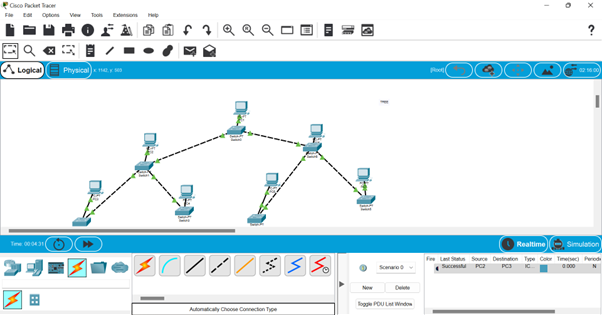 Cisco Packet Tracer
File Edit Options View Tools Extensions Help
Logical Physical x: 1142, y: 593 [Root] 02:18:00
Time: 00:04:31 Realtime Simulation
Scenario 0
New Delete
Toggle PDU List Window
Automatically Choose Connection Type
Fire Last Status Source Destination Type Color Time(sec) Periodic
Successful PC2 PC3 IC... 0.000 N